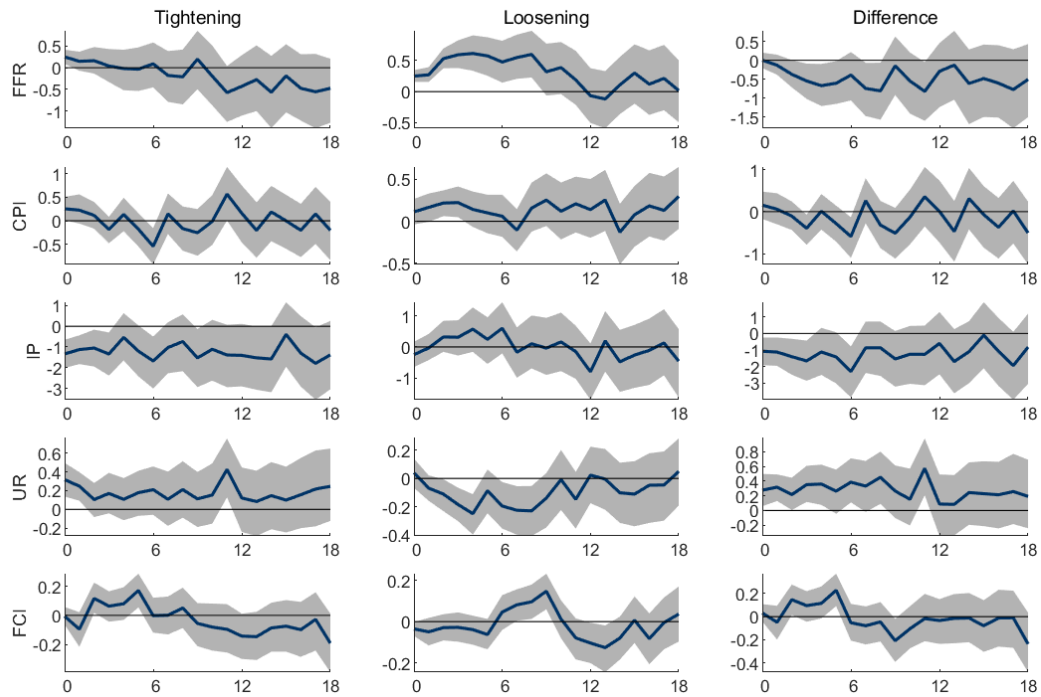 Tightening Loosening Difference
FFR
0.5 0 -0.5 -1
0 6 12 18
0.5 0 -0.5
0 6 12 18
0.5 0 -0.5 -1 -1.5
0 6 12 18
CPI
1 0.5 0 -0.5
0 6 12 18
0.5 0 -0.5
0 6 12 18
1 0 -1
0 6 12 18
IP
1 0 -1 -2 -3
0 6 12 18
1 0 -1
0 6 12 18
1 0 -1 -2 -3
0 6 12 18
UR
0.6 0.4 0.2 0 -0.2
0 6 12 18
0.2 0 -0.2 -0.4
0 6 12 18
0.8 0.6 0.4 0.2 0 -0.2
0 6 12 18
FCI
0.2 0 -0.2
0 6 12 18
0.2 0 -0.2
0 6 12 18
0.2 0 -0.2 -0.4
0 6 12 18